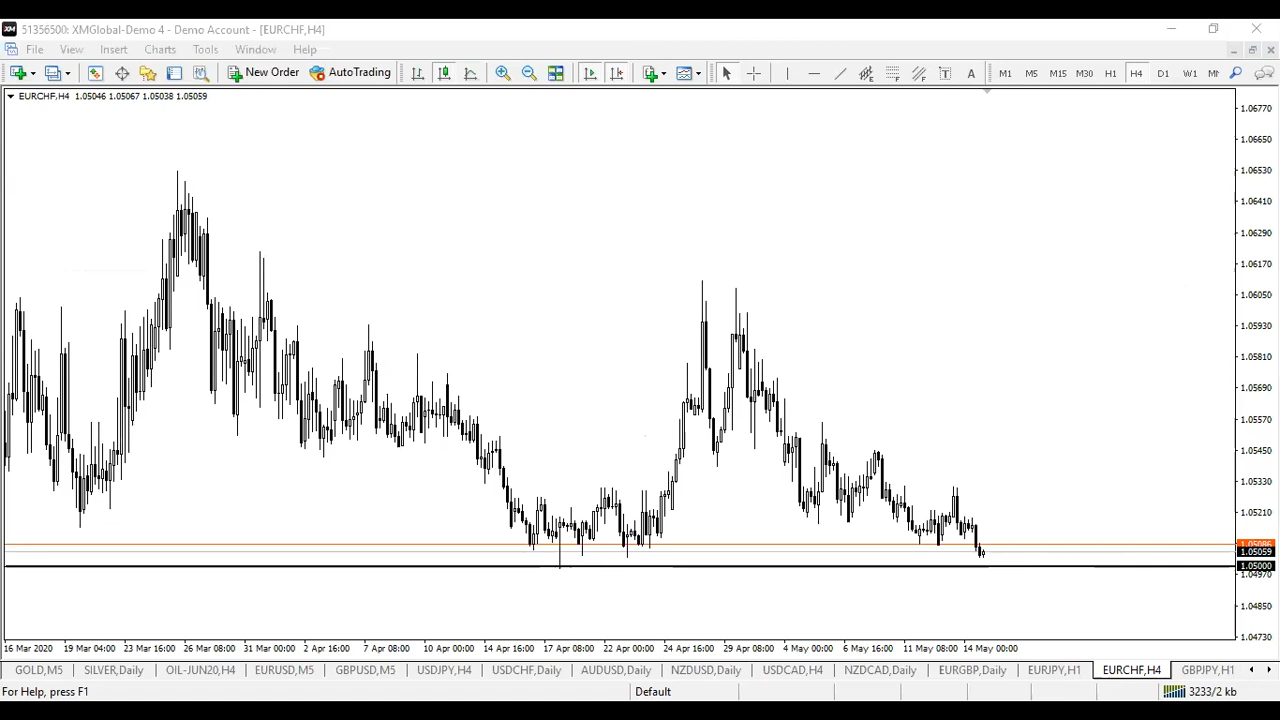 XM 51356500: XMGlobal-Demo 4 - Demo Account - [EURCHF,H4]
File View Insert Charts Tools Window Help
New Order AutoTrading A T M1 M5 M15 M30 H1 H4 D1 W1
EURCHF,H4 1.05046 1.05067 1.05038 1.05059
1.06770
1.06650
1.06530
1.06410
1.06290
1.06170
1.06050
1.05930
1.05810
1.05690
1.05570
1.05450
1.05330
1.05210
1.05086
1.05059
1.05000
1.04970
1.04850
1.04730
16 Mar 2020 19 Mar 04:00 23 Mar 16:00 26 Mar 08:00 31 Mar 00:00 2 Apr 16:00 7 Apr 08:00 10 Apr 00:00 14 Apr 16:00 17 Apr 08:00 22 Apr 00:00 24 Apr 16:00 29 Apr 08:00 4 May 00:00 6 May 16:00 11 May 08:00 14 May 00:00
GOLD,M5 SILVER,Daily OIL-JUN20,H4 EURUSD,M5 GBPUSD,M5 USDJPY,H4 USDCHF,Daily AUDUSD,Daily NZDUSD,Daily USDCAD,H4 NZDCAD,Daily EURGBP,Daily EURJPY,H1 EURCHF,H4 GBPJPY,H1
For Help, press F1 Default 3233/2 kb